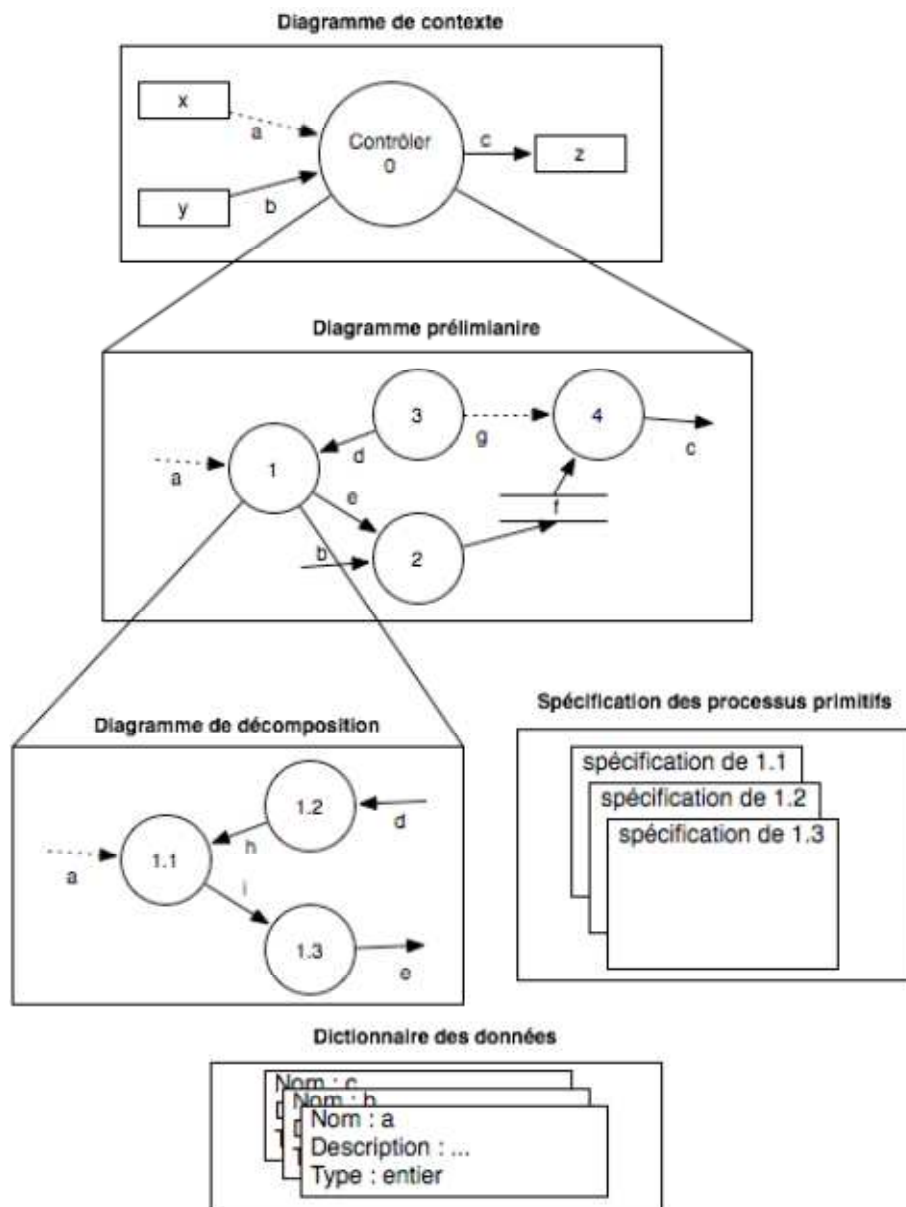 Diagramme de contexte
x
a
Contrôler
0
c
z
y
b
Diagramme prélimianire
3
4
g
c
a
1
d
e
f
b
2
Diagramme de décomposition
1.2
d
h
a
1.1
i
1.3
e
Spécification des processus primitifs
spécification de 1.1
spécification de 1.2
spécification de 1.3
Dictionnaire des données
Nom : c
Nom : b
Nom : a
Description : ...
Type : entier